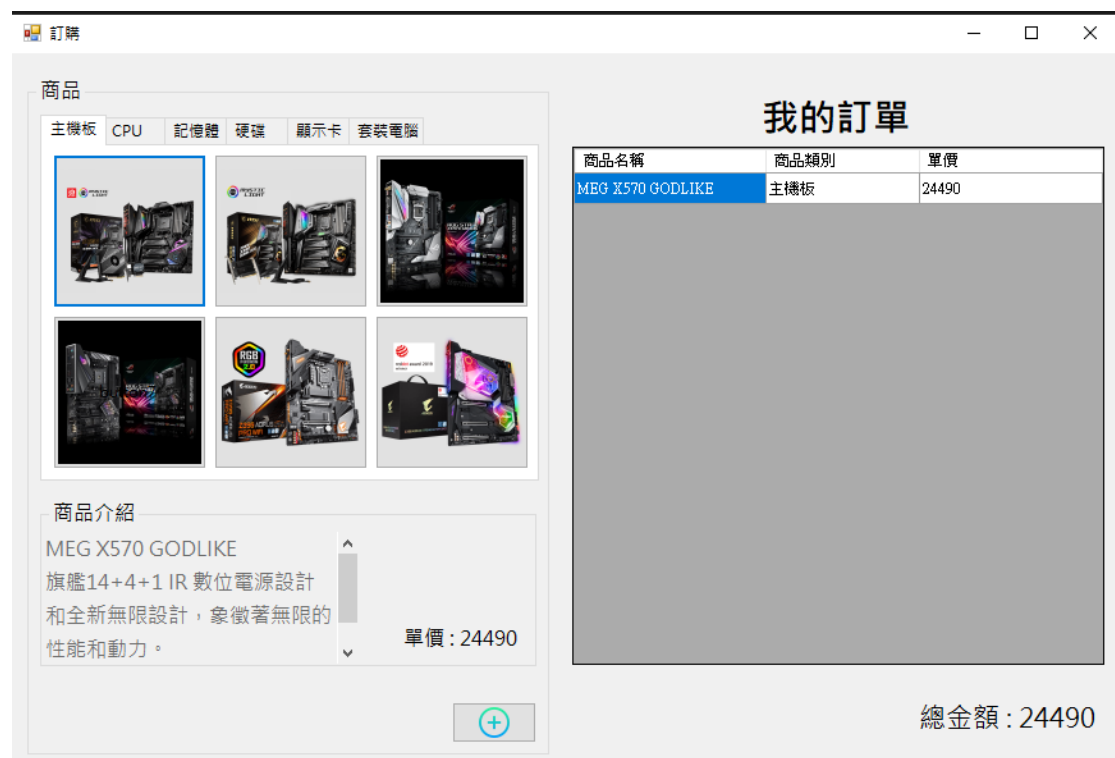 訂購
商品
主機板 CPU 記憶體 硬碟 顯示卡 套裝電腦
RGB
2.0
商品介紹
MEG X570 GODLIKE
旗艦14+4+1 IR 數位電源設計
和全新無限設計，象徵著無限的
性能和動力。
單價 : 24490
我的訂單
商品名稱 商品類別 單價
MEG X570 GODLIKE 主機板 24490
總金額 : 24490